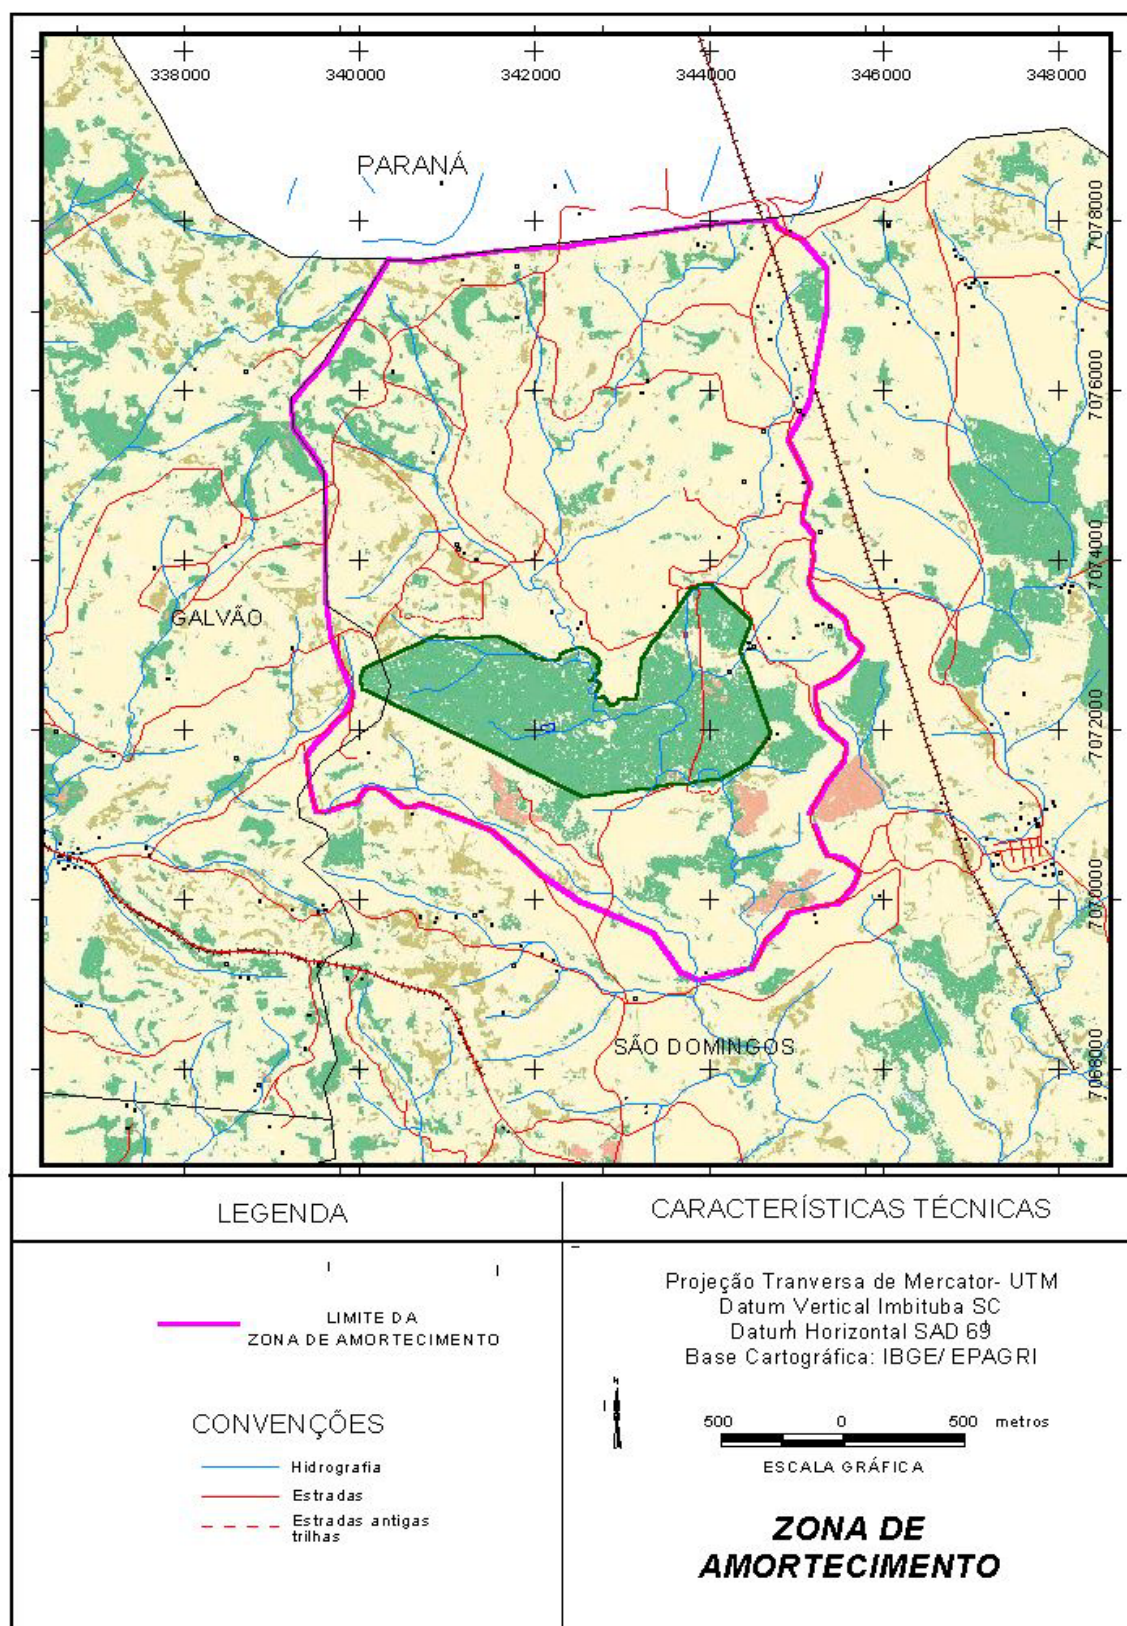 338000 340000 342000 344000 346000 348000
PARANÁ
7078000
7076000
7074000
GALVÃO
7072000
7070000
SÃO DOMINGOS
7068000
LEGENDA
LIMITE DA
ZONA DE AMORTECIMENTO
CONVENÇÕES
Hidrografia
Estradas
Estradas antigas
trilhas
CARACTERÍSTICAS TÉCNICAS
Projeção Tranversa de Mercator- UTM
Datum Vertical Imbituba SC
Datum Horizontal SAD 69
Base Cartográfica: IBGE/ EPAGRI
N
500 0 500 metros
ESCALA GRÁFICA
ZONA DE
AMORTECIMENTO